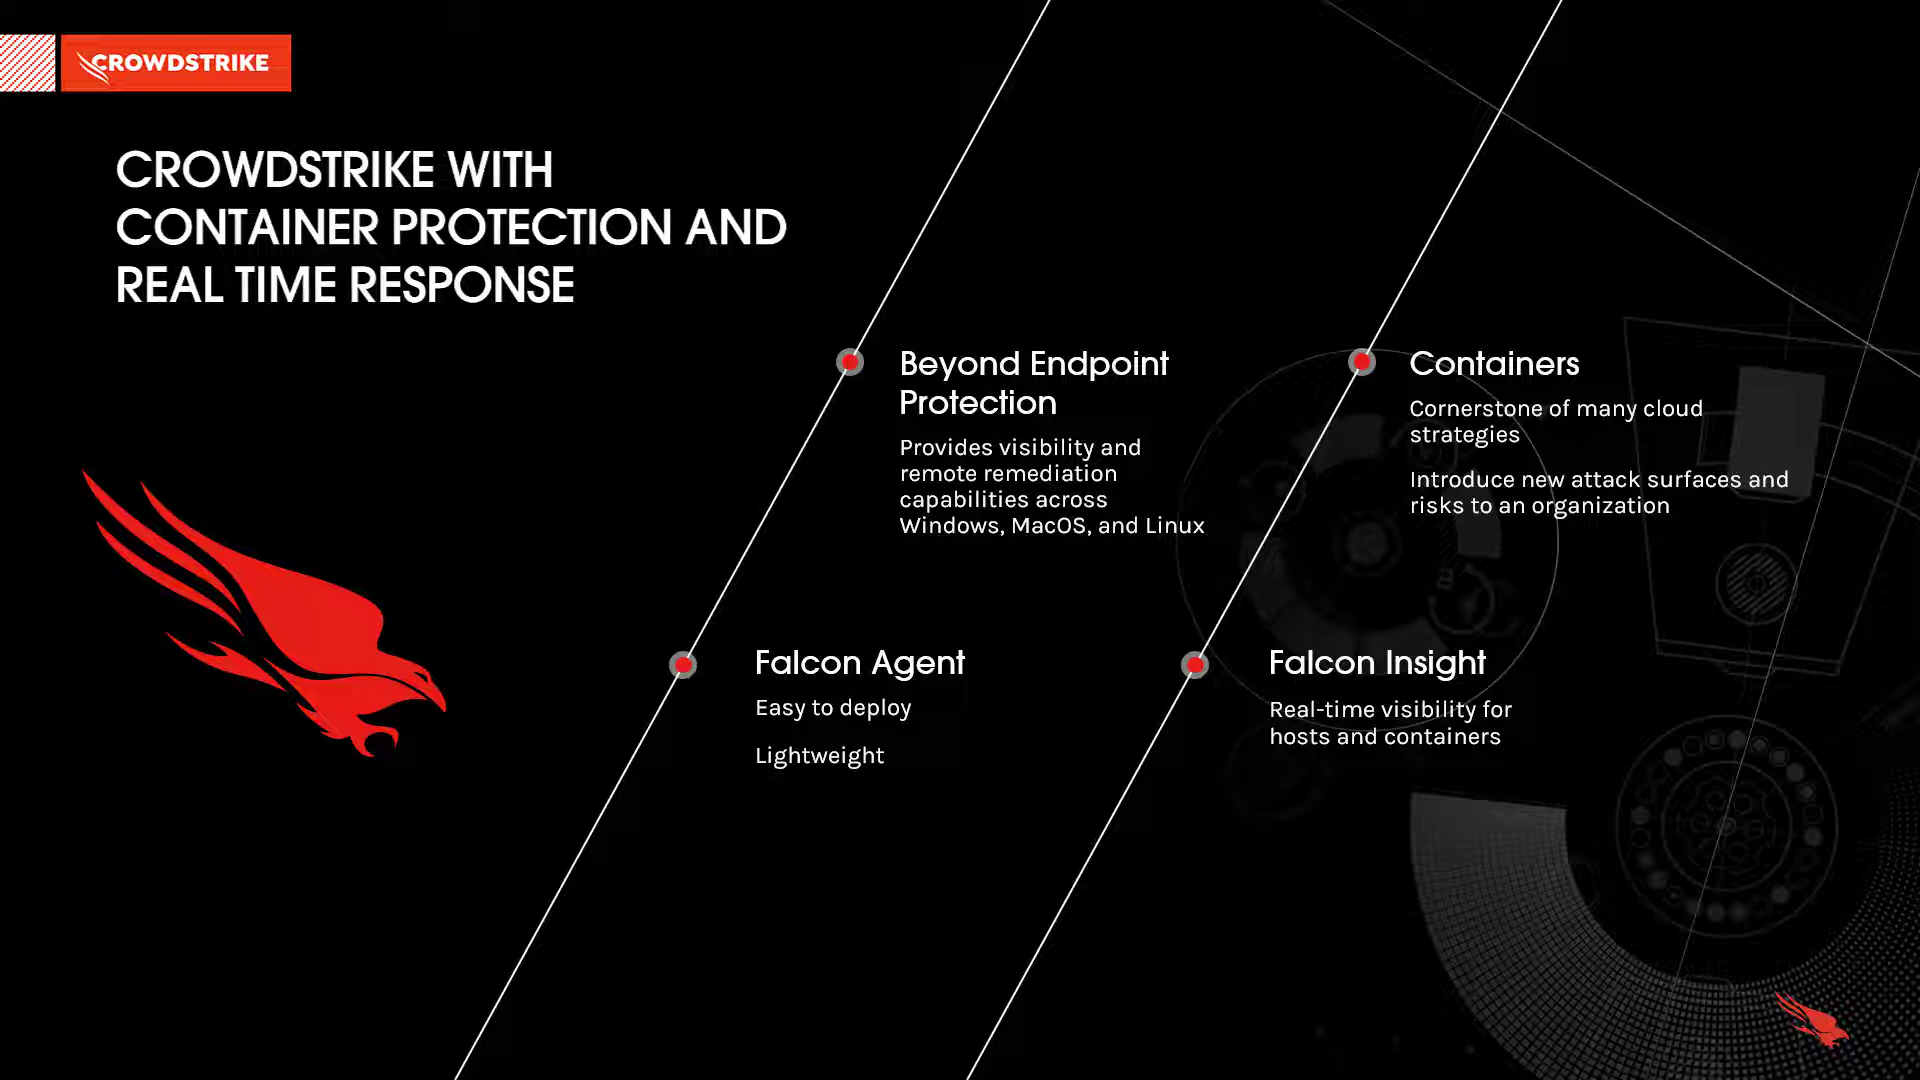 CROWDSTRIKE
CROWDSTRIKE WITH
CONTAINER PROTECTION AND
REAL TIME RESPONSE
Beyond Endpoint
Protection
Provides visibility and
remote remediation
capabilities across
Windows, MacOS, and Linux
Containers
Cornerstone of many cloud
strategies
Introduce new attack surfaces and
risks to an organization
Falcon Agent
Easy to deploy
Lightweight
Falcon Insight
Real-time visibility for
hosts and containers